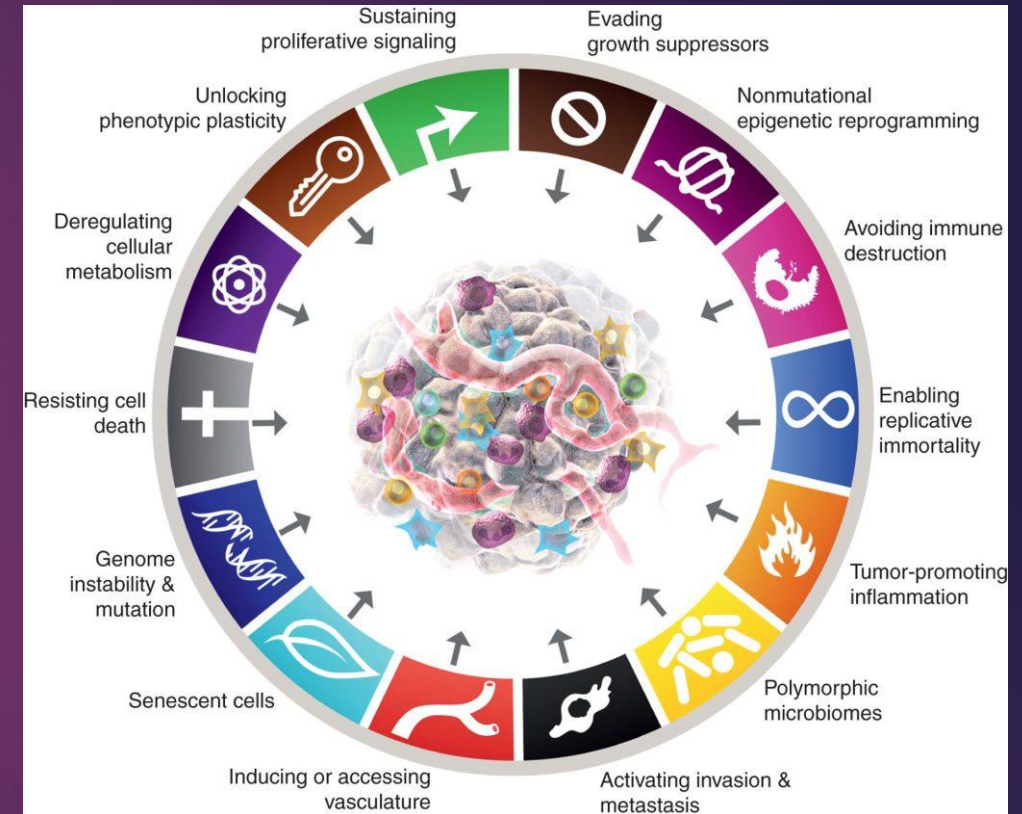 Sustaining
proliferative signaling
Evading
growth suppressors
Nonmutational
epigenetic reprogramming
Avoiding immune
destruction
Enabling
replicative
immortality
Tumor-promoting
inflammation
Polymorphic
microbiomes
Activating invasion &
metastasis
Inducing or accessing
vasculature
Senescent cells
Genome
instability &
mutation
Resisting cell
death
Deregulating
cellular
metabolism
Unlocking
phenotypic plasticity